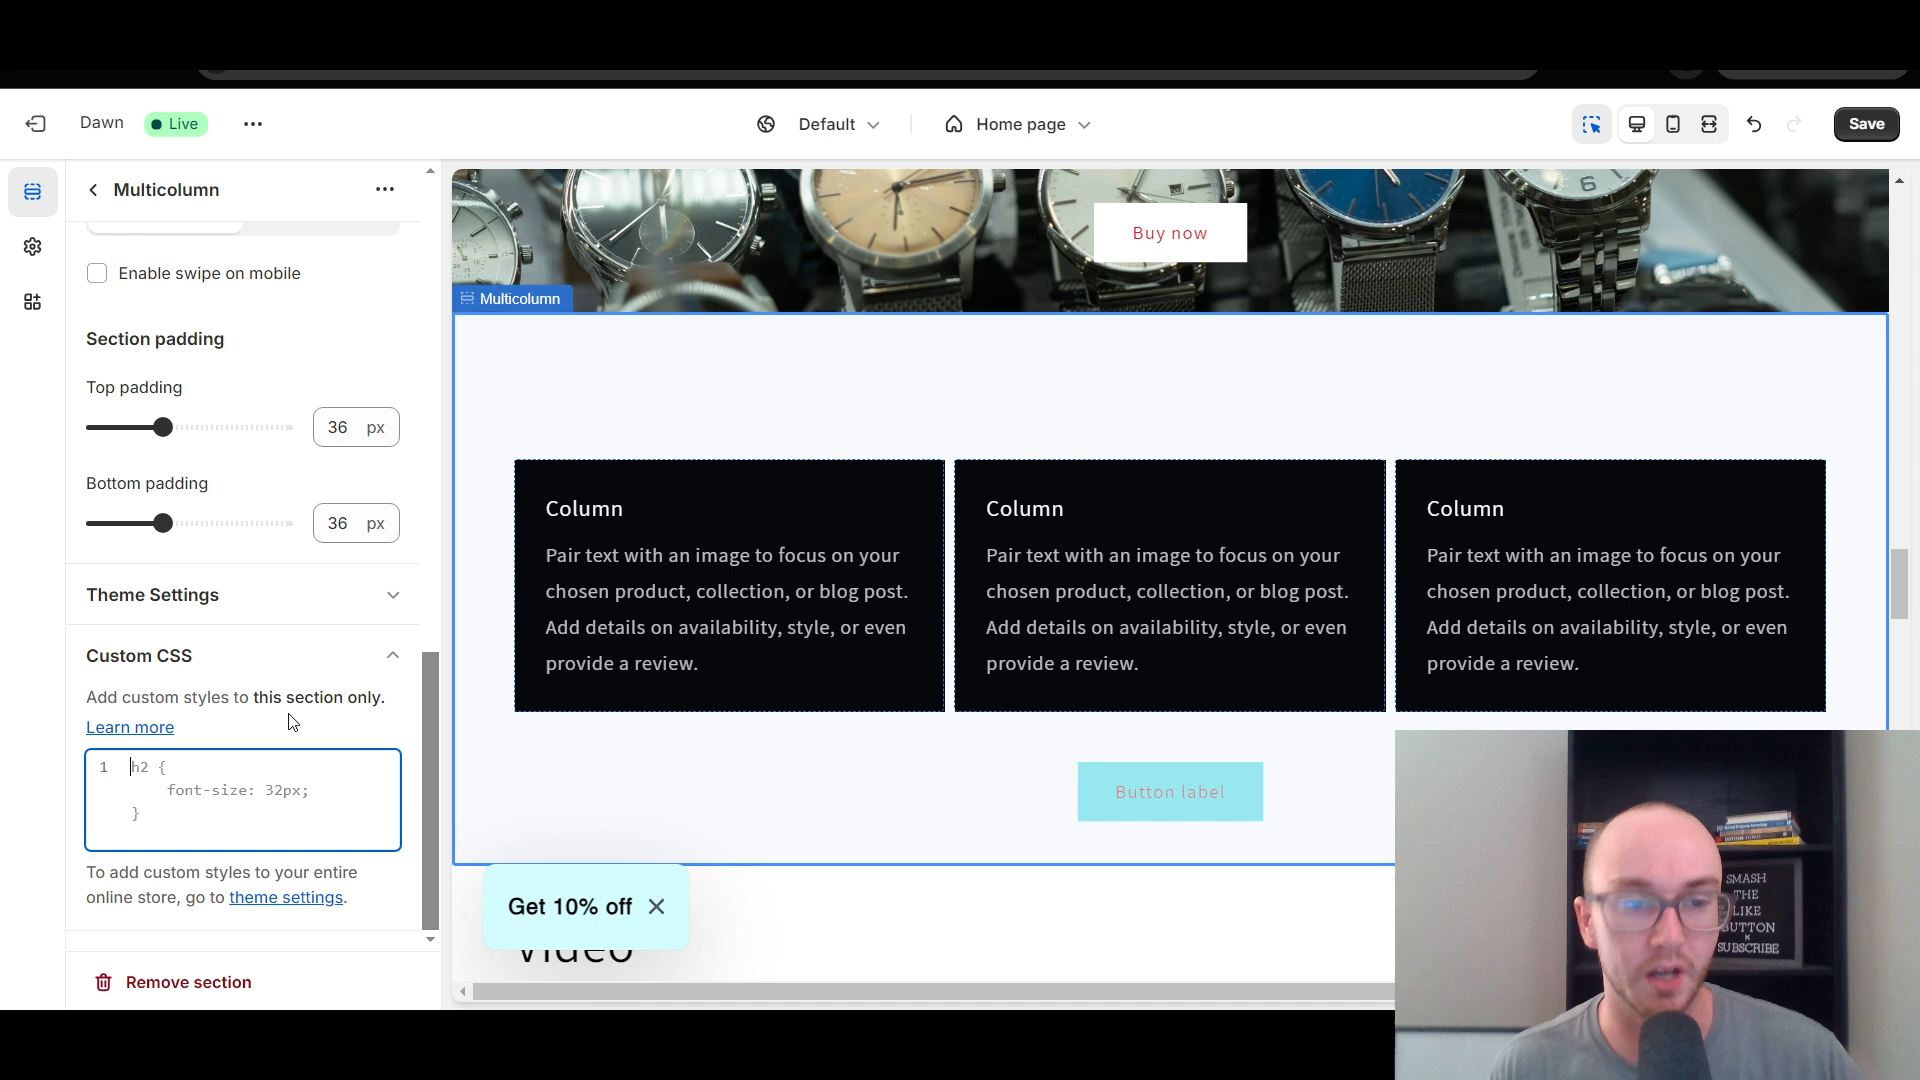 Dawn
Live
Default
Home page
Save
Multicolumn
Enable swipe on mobile
Section padding
Top padding
36 px
Bottom padding
36 px
Theme Settings
Custom CSS
Add custom styles to this section only.
Learn more
1 h2 {
font-size: 32px;
}
To add custom styles to your entire
online store, go to theme settings.
Remove section
Buy now
Multicolumn
Column
Pair text with an image to focus on your
chosen product, collection, or blog post.
Add details on availability, style, or even
provide a review.
Column
Pair text with an image to focus on your
chosen product, collection, or blog post.
Add details on availability, style, or even
provide a review.
Column
Pair text with an image to focus on your
chosen product, collection, or blog post.
Add details on availability, style, or even
provide a review.
Button label
Get 10% off
Video
SMASH
THE
LIKE
BUTTON
×
SUBSCRIBE